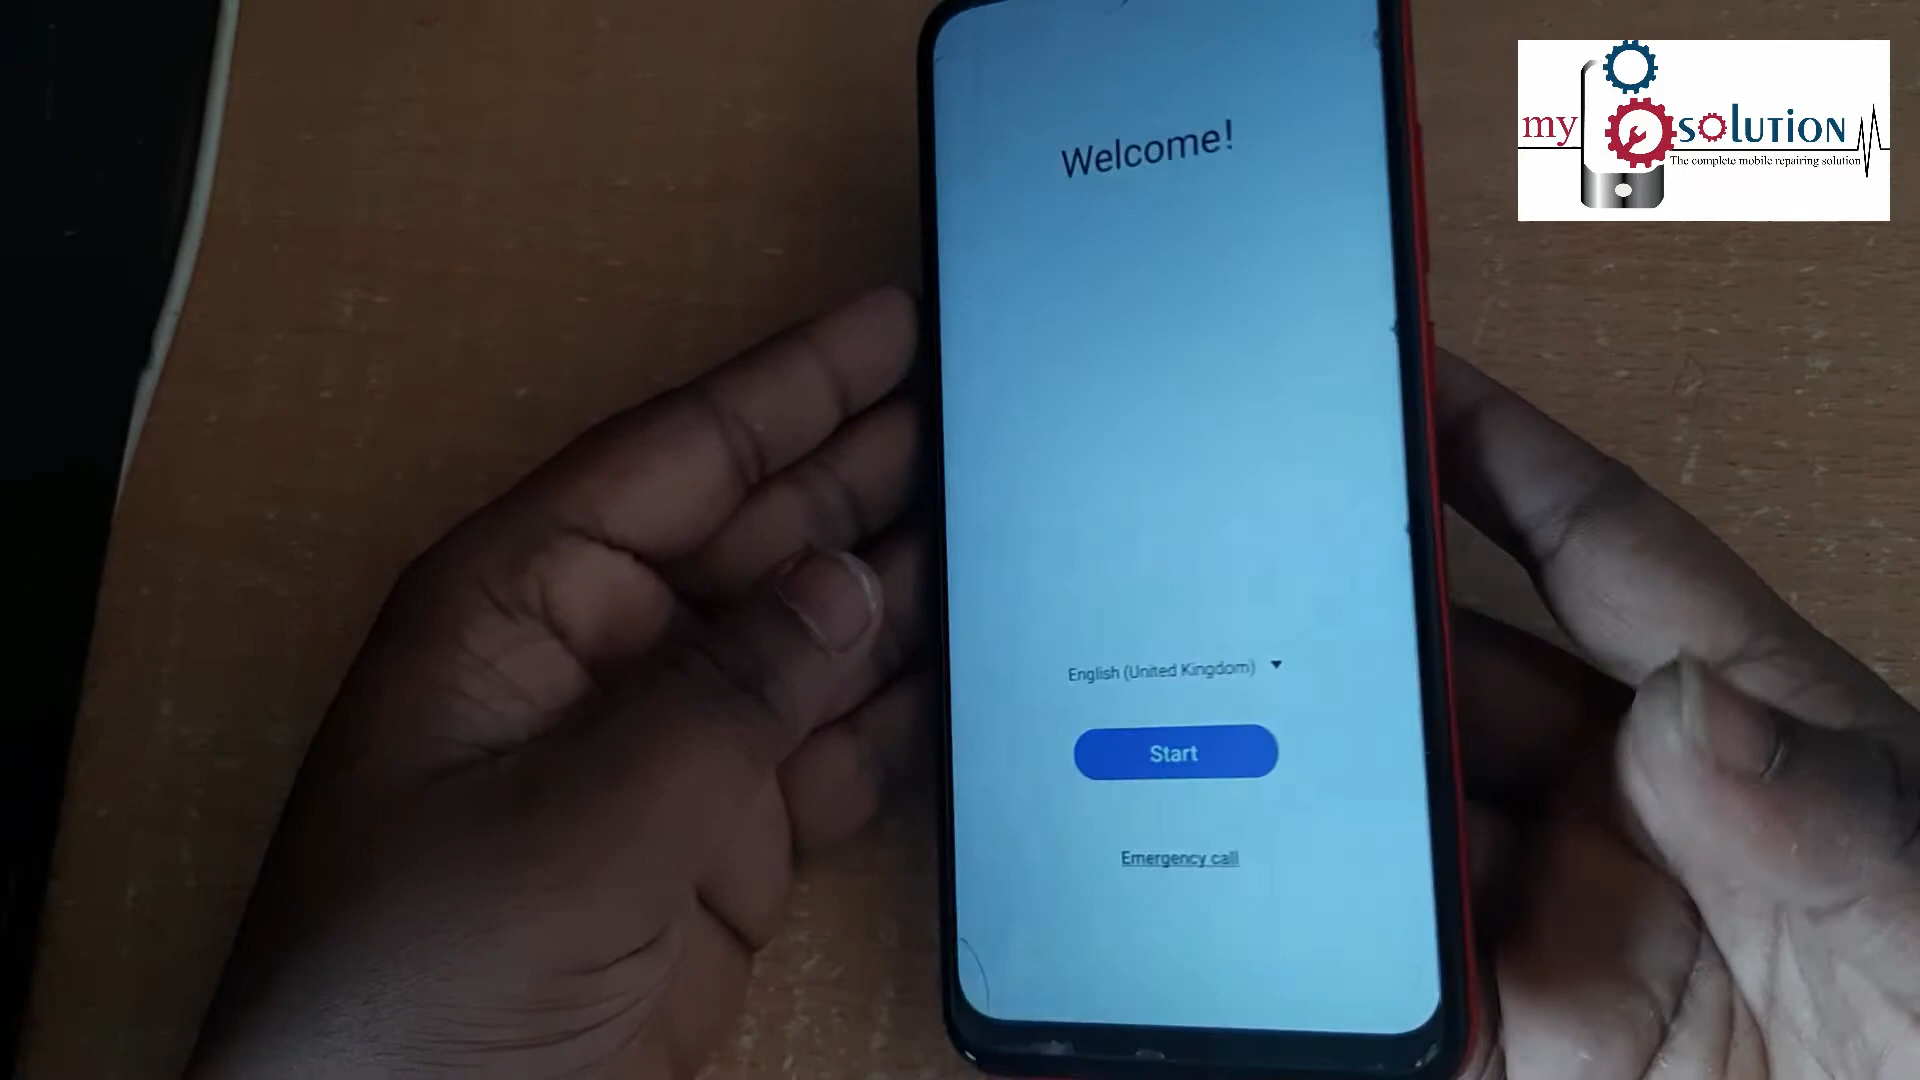 Welcome!
English (United Kingdom)
Start
Emergency call
my solution
The complete mobile repairing solution